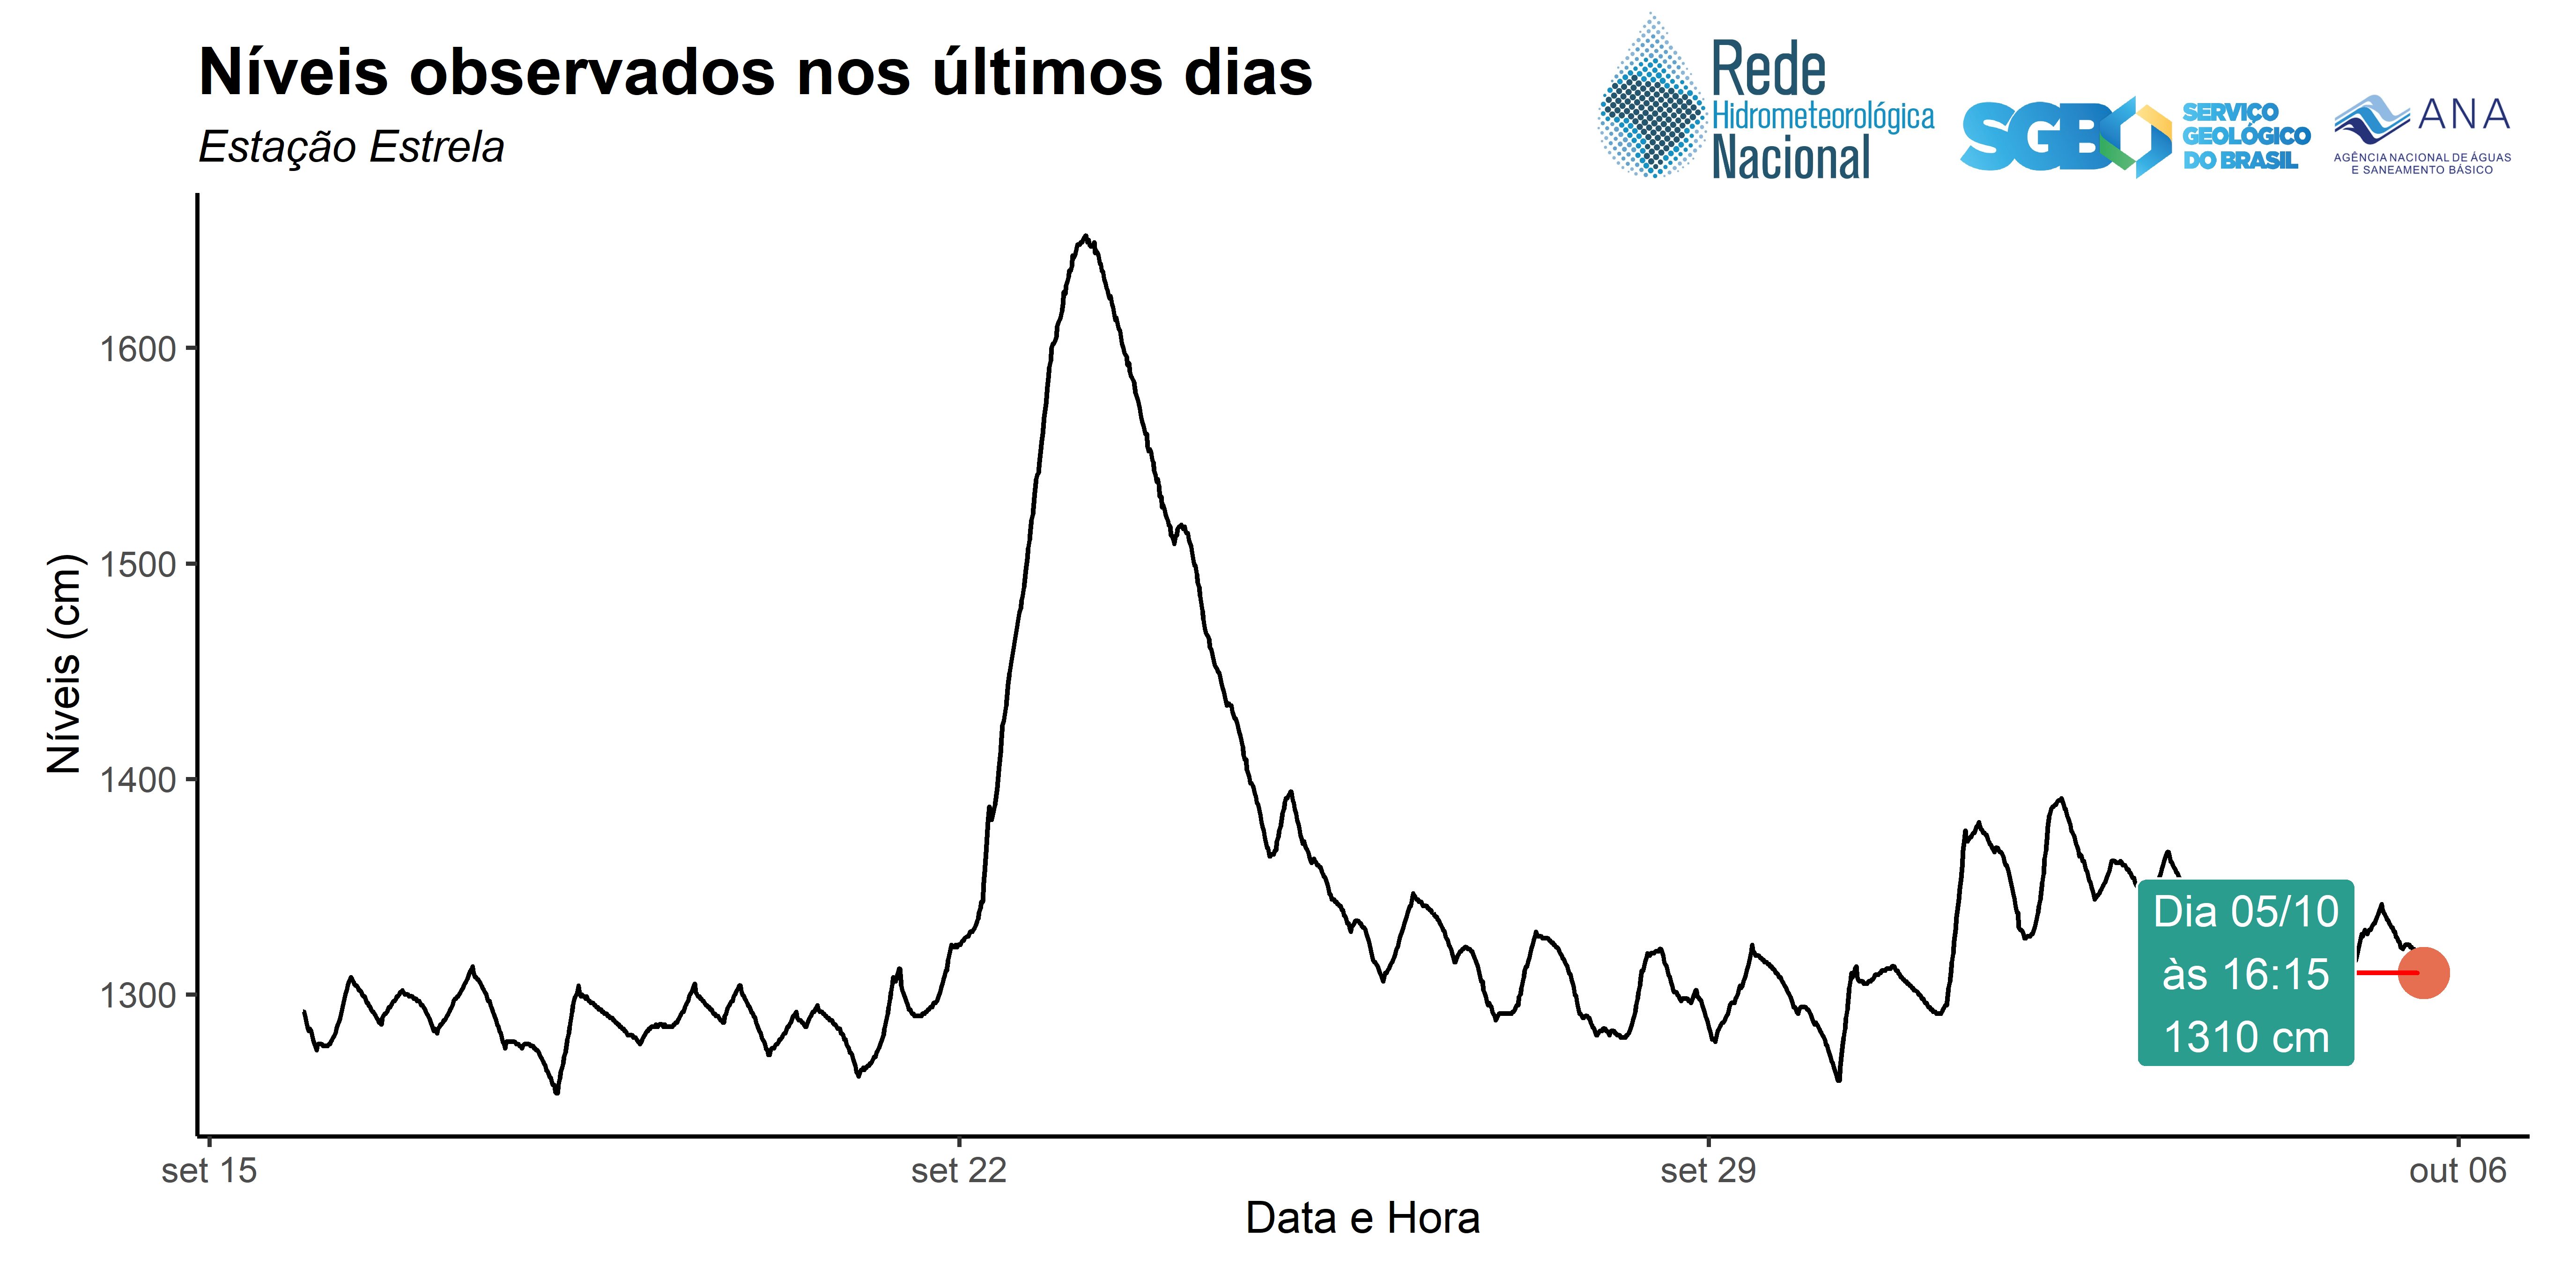 Níveis observados nos últimos dias
Estação Estrela
Rede
Hidrometeorológica
Nacional
SGB
SERVIÇO
GEOLÓGICO
DO BRASIL
ANA
AGÊNCIA NACIONAL DE ÁGUAS
E SANEAMENTO BÁSICO
Níveis (cm)
1600
1500
1400
1300
Dia 05/10
às 16:15
1310 cm
set 15
set 22
set 29
out 06
Data e Hora